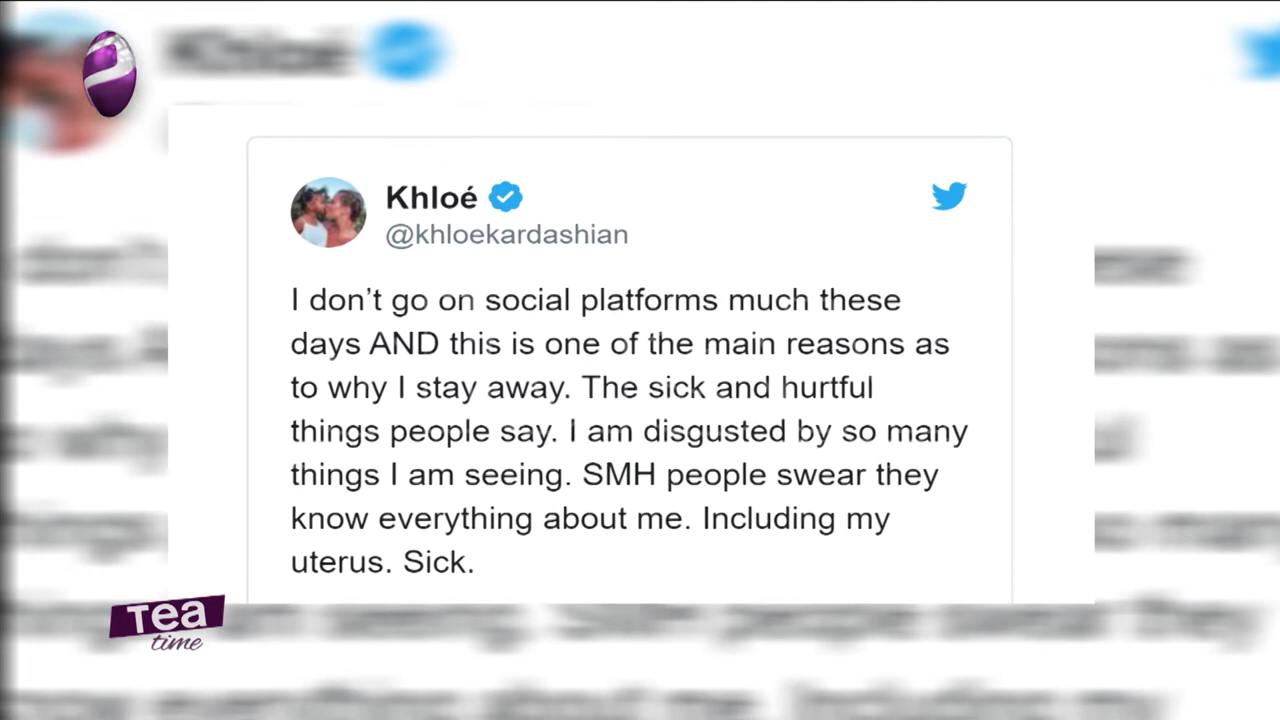 Khloé
Khloé
@khloekardashian
I don’t go on social platforms much these
days AND this is one of the main reasons as
to why I stay away. The sick and hurtful
things people say. I am disgusted by so many
things I am seeing. SMH people swear they
know everything about me. Including my
uterus. Sick.
Tea
time